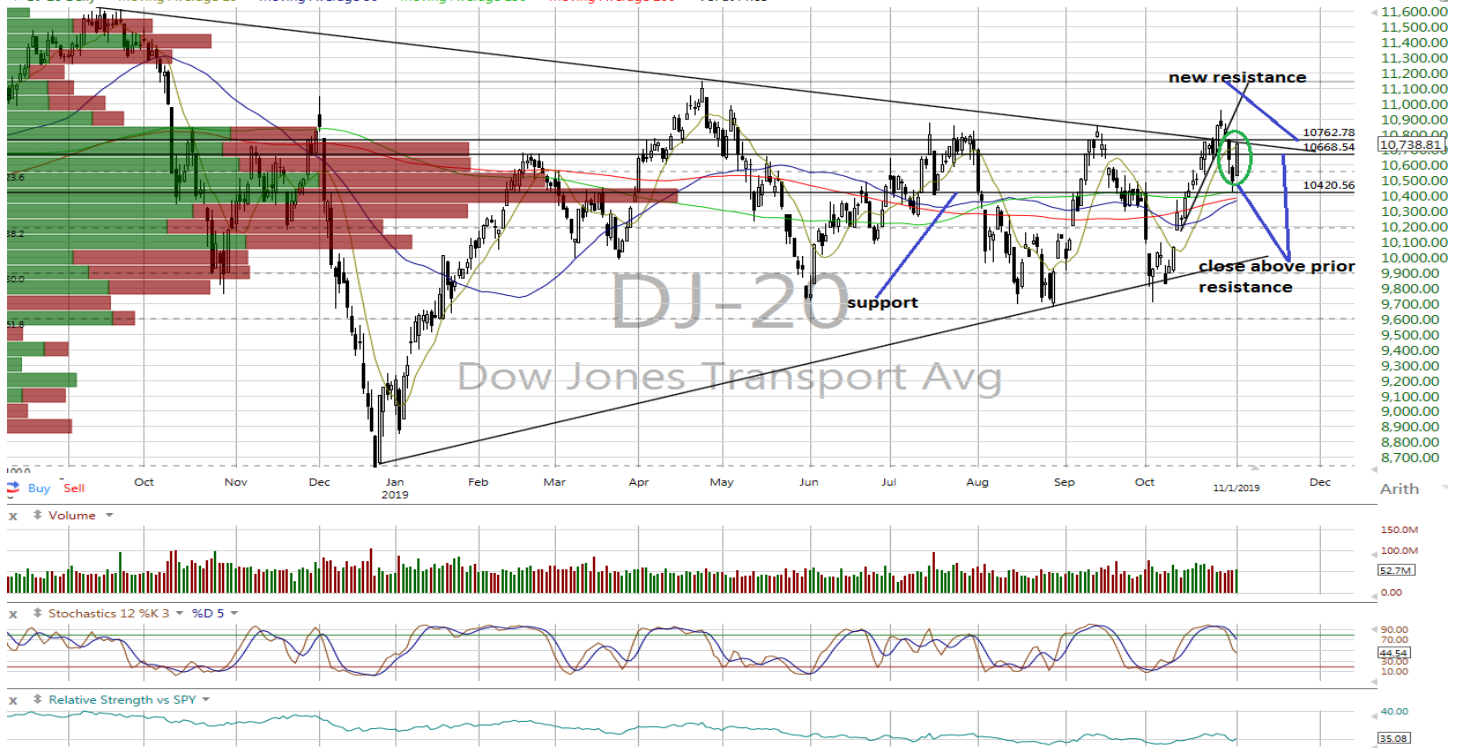 11,600.00
11,500.00
11,400.00
11,300.00
11,200.00
new resistance
11,100.00
11,000.00
10,900.00
10762.78
10,738.81
10668.54
10,600.00
10,500.00
10420.56
10,400.00
10,300.00
10,200.00
10,100.00
10,000.00
close above prior
resistance
9,900.00
9,800.00
support
9,700.00
9,600.00
DJ-20
9,500.00
9,400.00
9,300.00
Dow Jones Transport Avg
9,200.00
9,100.00
9,000.00
8,900.00
8,800.00
8,700.00
Buy Sell
Oct Nov Dec Jan Feb Mar Apr May Jun Jul Aug Sep Oct 11/1/2019 Dec
2019
Arith
x Volume
150.0M
100.0M
52.7M
0.00
x Stochastics 12 %K 3 %D 5
90.00
70.00
44.54
30.00
10.00
x Relative Strength vs SPY
40.00
35.08